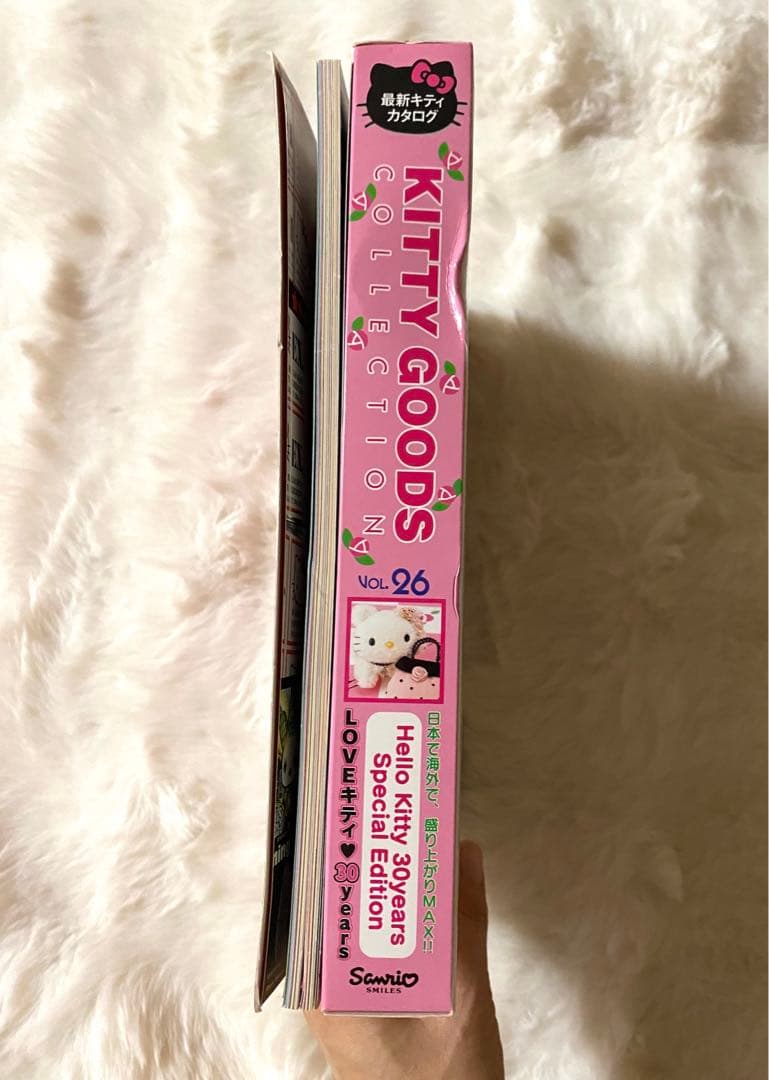 最新キティ
カタログ
KITTY GOODS
COLLECTION
VOL.26
日本で海外で、盛り上がりMAX!!
Hello Kitty 30years
Special Edition
LOVEキティ♥30years
Sanrio
SMILES